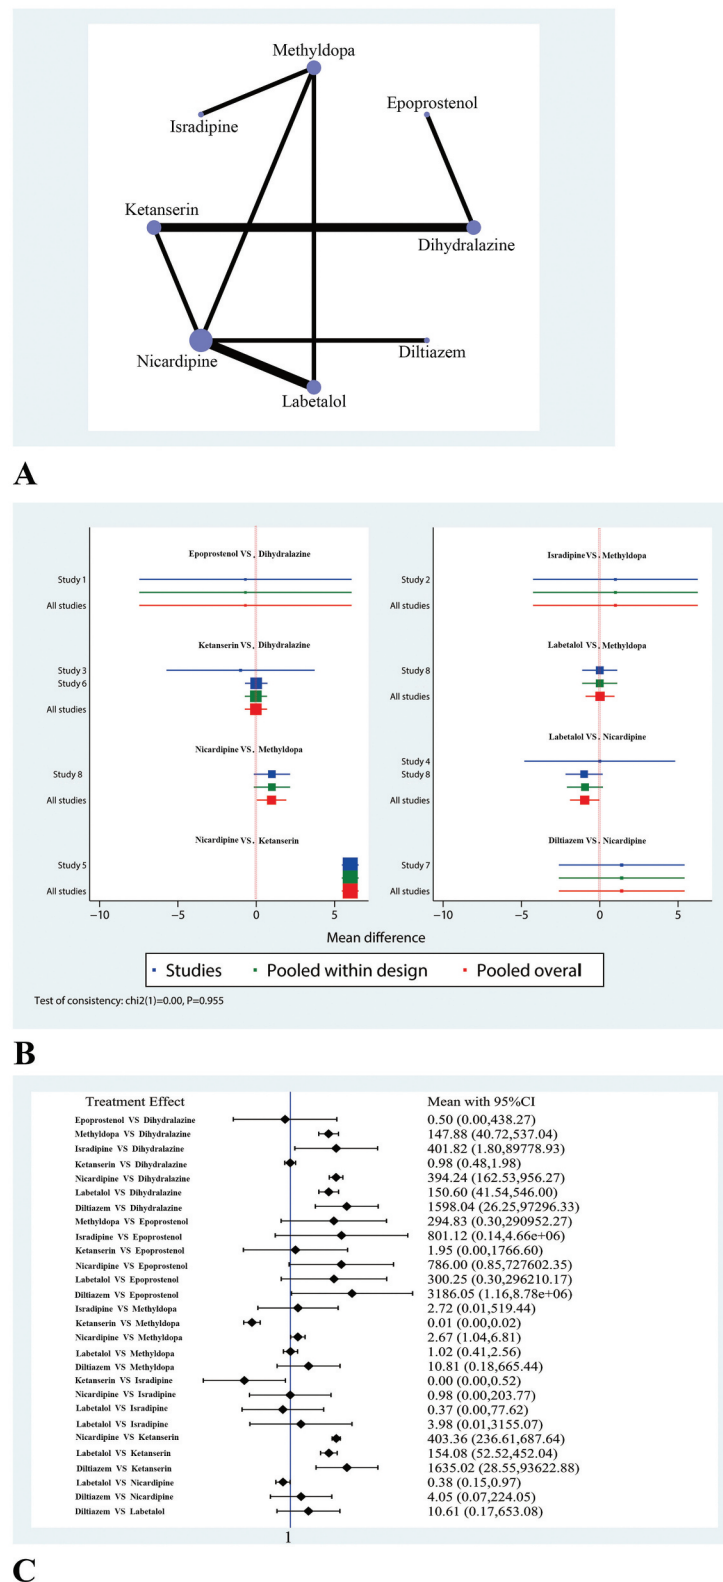 Methyldopa
Epoprostenol
Isradipine
Ketanserin
Dihydralazine
Nicardipine
Diltiazem
Labetalol
A
Epoprostenol VS. Dihydralazine
Study 1
All studies
Ketanserin VS. Dihydralazine
Study 3
Study 6
All studies
Nicardipine VS. Methyldopa
Study 8
All studies
Nicardipine VS. Ketanserin
Study 5
All studies
−10 −5 0 5
Isradipine VS. Methyldopa
Study 2
All studies
Labetalol VS. Methyldopa
Study 8
All studies
Labetalol VS. Nicardipine
Study 4
Study 8
All studies
Diltiazem VS. Nicardipine
Study 7
All studies
−10 −5 0 5
Mean difference
Studies Pooled within design Pooled overal
Test of consistency: chi2(1)=0.00, P=0.955
B
Treatment Effect Mean with 95%CI
Epoprostenol VS Dihydralazine 0.50 (0.00,438.27)
Methyldopa VS Dihydralazine 147.88 (40.72,537.04)
Isradipine VS Dihydralazine 401.82 (1.80,89778.93)
Ketanserin VS Dihydralazine 0.98 (0.48,1.98)
Nicardipine VS Dihydralazine 394.24 (162.53,956.27)
Labetalol VS Dihydralazine 150.60 (41.54,546.00)
Diltiazem VS Dihydralazine 1598.04 (26.25,97296.33)
Methyldopa VS Epoprostenol 294.83 (0.30,290952.27)
Isradipine VS Epoprostenol 801.12 (0.14,4.66e+06)
Ketanserin VS Epoprostenol 1.95 (0.00,1766.60)
Nicardipine VS Epoprostenol 786.00 (0.85,727602.35)
Labetalol VS Epoprostenol 300.25 (0.30,296210.17)
Diltiazem VS Epoprostenol 3186.05 (1.16,8.78e+06)
Isradipine VS Methyldopa 2.72 (0.01,519.44)
Ketanserin VS Methyldopa 0.01 (0.00,0.02)
Nicardipine VS Methyldopa 2.67 (1.04,6.81)
Labetalol VS Methyldopa 1.02 (0.41,2.56)
Diltiazem VS Methyldopa 10.81 (0.18,665.44)
Ketanserin VS Isradipine 0.00 (0.00,0.52)
Nicardipine VS Isradipine 0.98 (0.00,203.77)
Labetalol VS Isradipine 0.37 (0.00,77.62)
Labetalol VS Isradipine 3.98 (0.01,3155.07)
Nicardipine VS Ketanserin 403.36 (236.61,687.64)
Labetalol VS Ketanserin 154.08 (52.52,452.04)
Diltiazem VS Ketanserin 1635.02 (28.55,93622.88)
Labetalol VS Nicardipine 0.38 (0.15,0.97)
Diltiazem VS Nicardipine 4.05 (0.07,224.05)
Diltiazem VS Labetalol 10.61 (0.17,653.08)
1
C